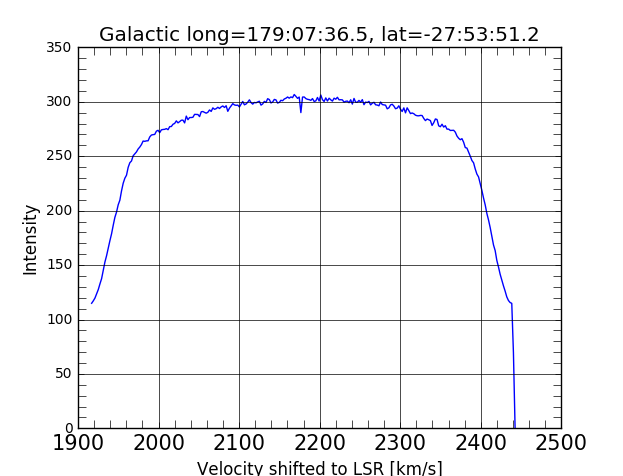 Galactic long=179:07:36.5, lat=-27:53:51.2
350
300
250
200
150
100
50
0
Intensity
1900 2000 2100 2200 2300 2400 2500
Velocity shifted to LSR [km/s]